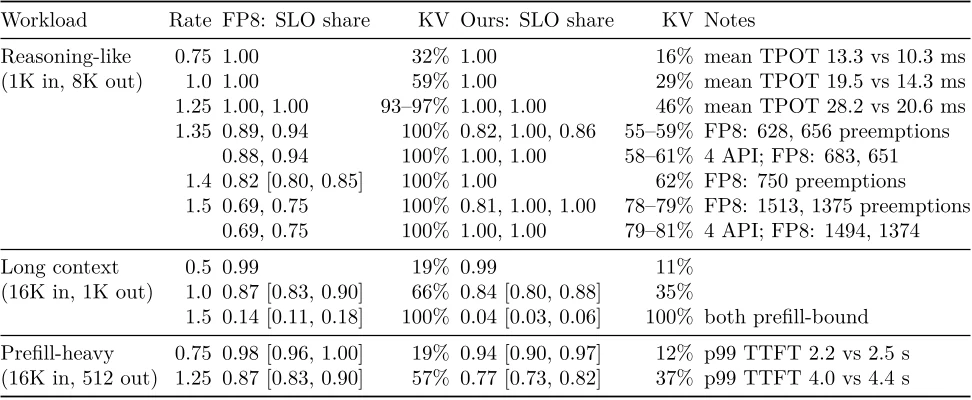 Workload Rate FP8: SLO share KV Ours: SLO share KV Notes
Reasoning-like 0.75 1.00 32% 1.00 16% mean TPOT 13.3 vs 10.3 ms
(1K in, 8K out) 1.0 1.00 59% 1.00 29% mean TPOT 19.5 vs 14.3 ms
1.25 1.00, 1.00 93–97% 1.00, 1.00 46% mean TPOT 28.2 vs 20.6 ms
1.35 0.89, 0.94 100% 0.82, 1.00, 0.86 55–59% FP8: 628, 656 preemptions
0.88, 0.94 100% 1.00, 1.00 58–61% 4 API; FP8: 683, 651
1.4 0.82 [0.80, 0.85] 100% 1.00 62% FP8: 750 preemptions
1.5 0.69, 0.75 100% 0.81, 1.00, 1.00 78–79% FP8: 1513, 1375 preemptions
0.69, 0.75 100% 1.00, 1.00 79–81% 4 API; FP8: 1494, 1374
Long context 0.5 0.99 19% 0.99 11%
(16K in, 1K out) 1.0 0.87 [0.83, 0.90] 66% 0.84 [0.80, 0.88] 35%
1.5 0.14 [0.11, 0.18] 100% 0.04 [0.03, 0.06] 100% both prefill-bound
Prefill-heavy 0.75 0.98 [0.96, 1.00] 19% 0.94 [0.90, 0.97] 12% p99 TTFT 2.2 vs 2.5 s
(16K in, 512 out) 1.25 0.87 [0.83, 0.90] 57% 0.77 [0.73, 0.82] 37% p99 TTFT 4.0 vs 4.4 s